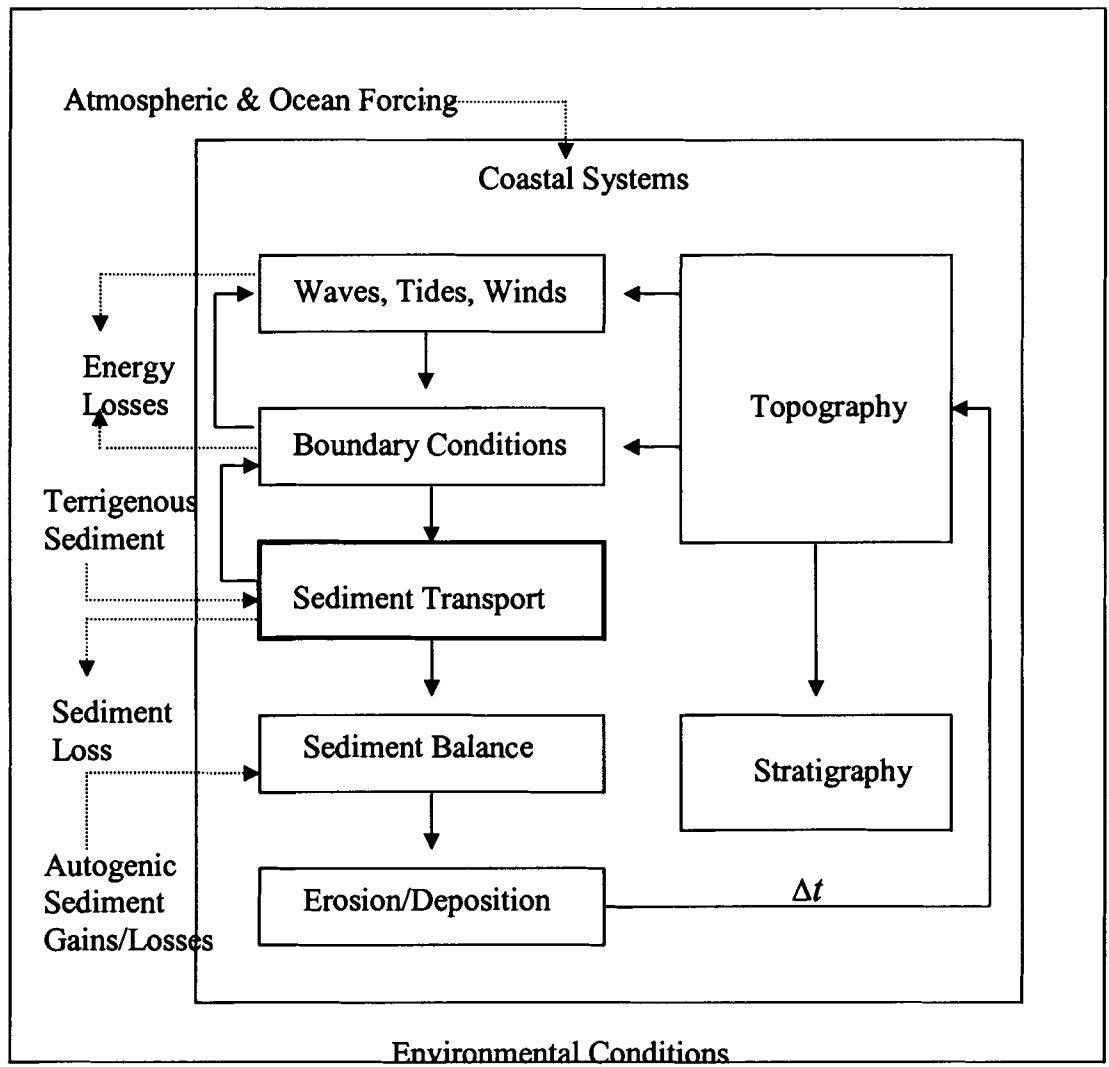 Atmospheric & Ocean Forcing
Coastal Systems
Waves, Tides, Winds
Energy
Losses
Topography
Boundary Conditions
Terrigenous
Sediment
Sediment Transport
Sediment
Loss
Sediment Balance
Stratigraphy
Autogenic
Sediment
Gains/Losses
Erosion/Deposition
Δt
Environmental Conditions